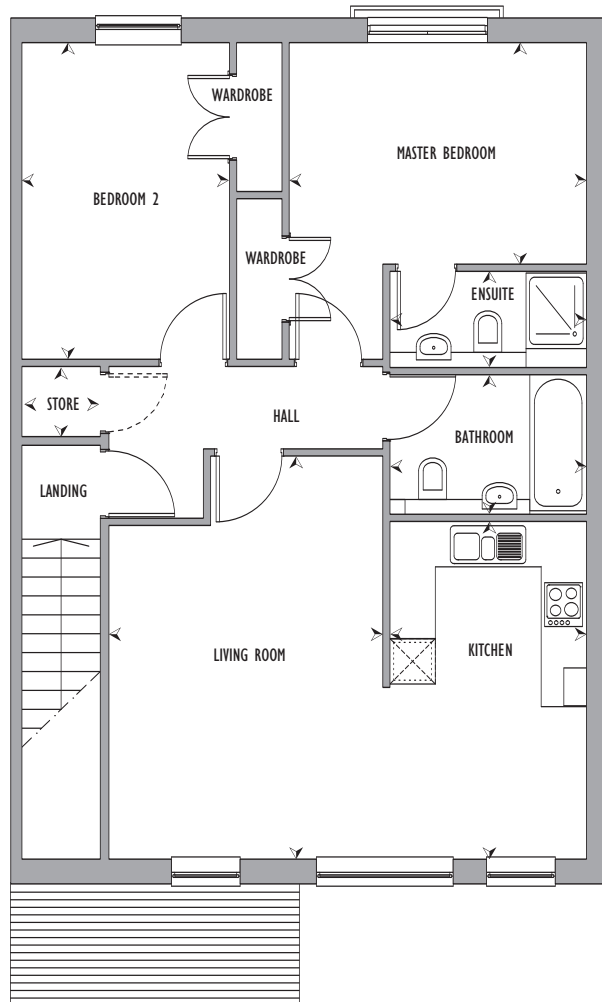 WARDROBE
MASTER BEDROOM
BEDROOM 2
WARDROBE
ENSUITE
STORE
HALL
BATHROOM
LANDING
LIVING ROOM
KITCHEN